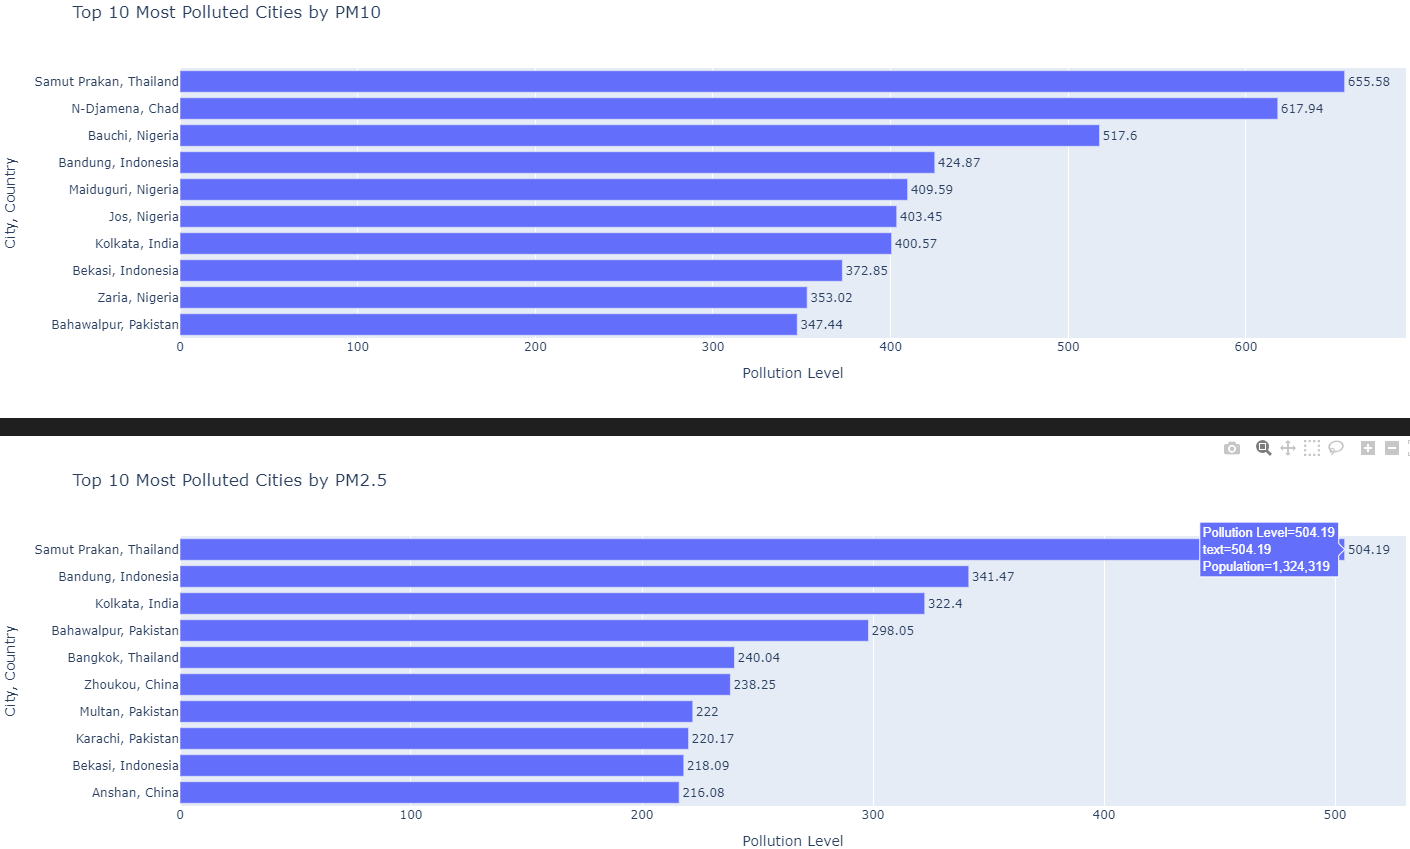 Top 10 Most Polluted Cities by PM10
City, Country
Samut Prakan, Thailand 655.58
N-Djamena, Chad 617.94
Bauchi, Nigeria 517.6
Bandung, Indonesia 424.87
Maiduguri, Nigeria 409.59
Jos, Nigeria 403.45
Kolkata, India 400.57
Bekasi, Indonesia 372.85
Zaria, Nigeria 353.02
Bahawalpur, Pakistan 347.44
0 100 200 300 400 500 600
Pollution Level
Top 10 Most Polluted Cities by PM2.5
City, Country
Pollution Level=504.19
text=504.19
Population=1,324,319
Samut Prakan, Thailand 504.19
Bandung, Indonesia 341.47
Kolkata, India 322.4
Bahawalpur, Pakistan 298.05
Bangkok, Thailand 240.04
Zhoukou, China 238.25
Multan, Pakistan 222
Karachi, Pakistan 220.17
Bekasi, Indonesia 218.09
Anshan, China 216.08
0 100 200 300 400 500
Pollution Level